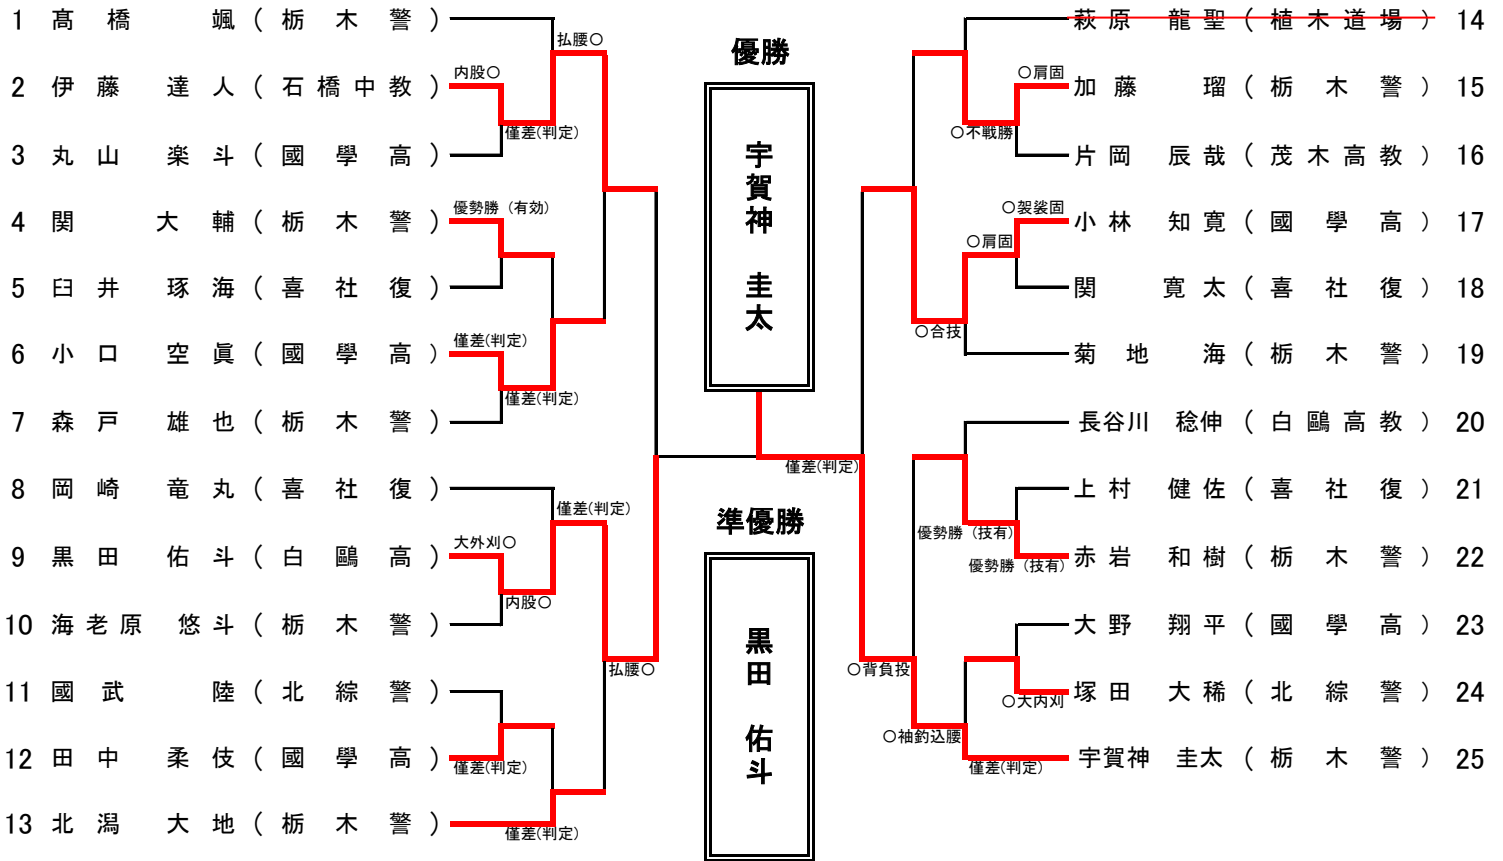 1 髙橋 颯(栃木警)
払腰○
2 伊藤 達人(石橋中教)
内股○
僅差(判定)
3 丸山 楽斗(國學高)
4 関 大輔(栃木警)
優勢勝(有効)
5 臼井 琢海(喜社復)
6 小口 空眞(國學高)
僅差(判定)
僅差(判定)
7 森戸 雄也(栃木警)
8 岡崎 竜丸(喜社復)
僅差(判定)
9 黒田 佑斗(白鷗高)
大外刈○
内股○
10 海老原 悠斗(栃木警)
払腰○
11 國武 陸(北綜警)
12 田中 柔伎(國學高)
僅差(判定)
13 北潟 大地(栃木警)
僅差(判定)
優勝
宇賀神 圭太
僅差(判定)
準優勝
黒田 佑斗
萩原 龍聖(植木道場) 14
○肩固
加藤 瑠(栃木警) 15
○不戦勝
片岡 辰哉(茂木高教) 16
○袈裟固
小林 知寛(國學高) 17
○肩固
関 寛太(喜社復) 18
○合技
菊地 海(栃木警) 19
長谷川 稔伸(白鷗高教) 20
上村 健佐(喜社復) 21
優勢勝(技有)
優勢勝(技有)
赤岩 和樹(栃木警) 22
大野 翔平(國學高) 23
○背負投
○大内刈
塚田 大稀(北綜警) 24
○袖釣込腰
僅差(判定)
宇賀神 圭太(栃木警) 25